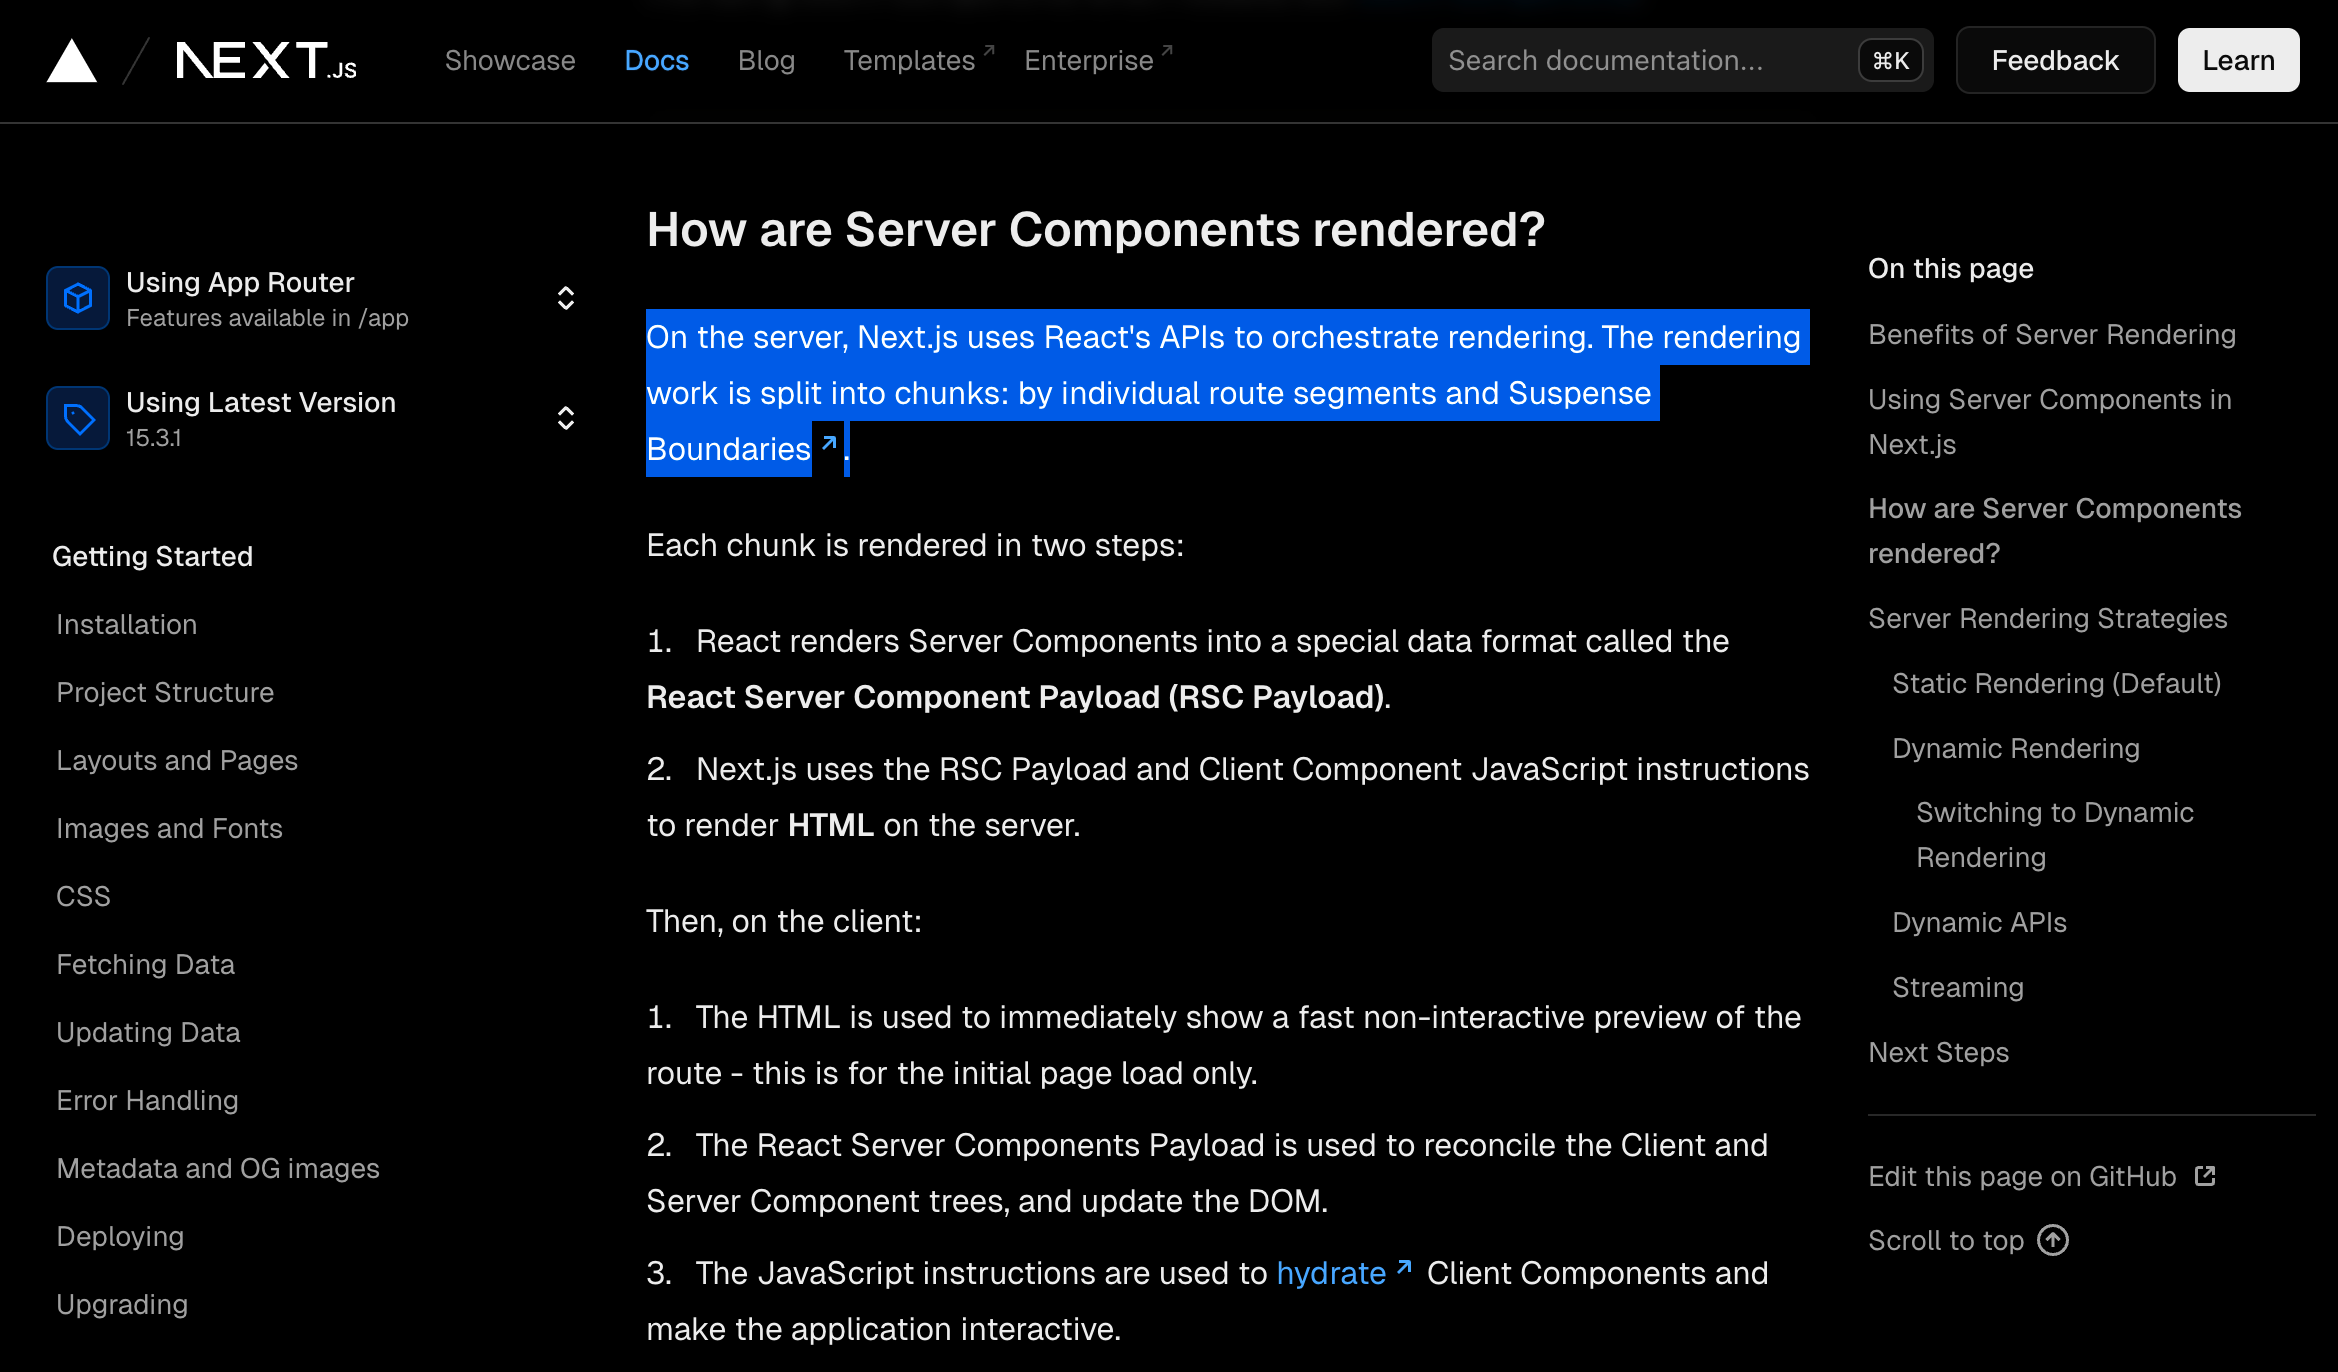 NEXT.JS
Showcase
Docs
Blog
Templates
Enterprise
Search documentation...
⌘K
Feedback
Learn
Using App Router
Features available in /app
Using Latest Version
15.3.1
Getting Started
Installation
Project Structure
Layouts and Pages
Images and Fonts
CSS
Fetching Data
Updating Data
Error Handling
Metadata and OG images
Deploying
Upgrading
How are Server Components rendered?
On the server, Next.js uses React's APIs to orchestrate rendering. The rendering
work is split into chunks: by individual route segments and Suspense
Boundaries.
Each chunk is rendered in two steps:
1. React renders Server Components into a special data format called the
React Server Component Payload (RSC Payload).
2. Next.js uses the RSC Payload and Client Component JavaScript instructions
to render HTML on the server.
Then, on the client:
1. The HTML is used to immediately show a fast non-interactive preview of the
route - this is for the initial page load only.
2. The React Server Components Payload is used to reconcile the Client and
Server Component trees, and update the DOM.
3. The JavaScript instructions are used to hydrate Client Components and
make the application interactive.
On this page
Benefits of Server Rendering
Using Server Components in
Next.js
How are Server Components
rendered?
Server Rendering Strategies
Static Rendering (Default)
Dynamic Rendering
Switching to Dynamic
Rendering
Dynamic APIs
Streaming
Next Steps
Edit this page on GitHub
Scroll to top